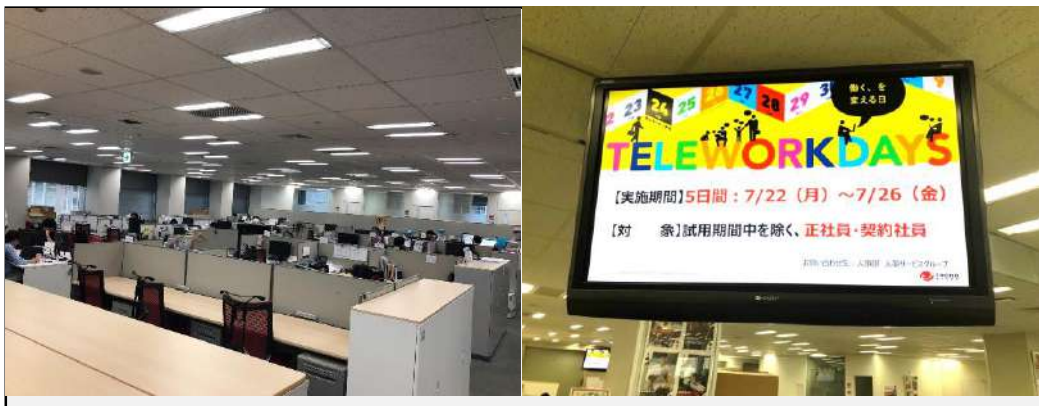 23 24 25 26 27 28 29
働く、を
変える日
TELEWORKDAYS
【実施期間】5日間：7/22（月）～7/26（金）
【対　　象】試用期間中を除く、正社員・契約社員
SHARP